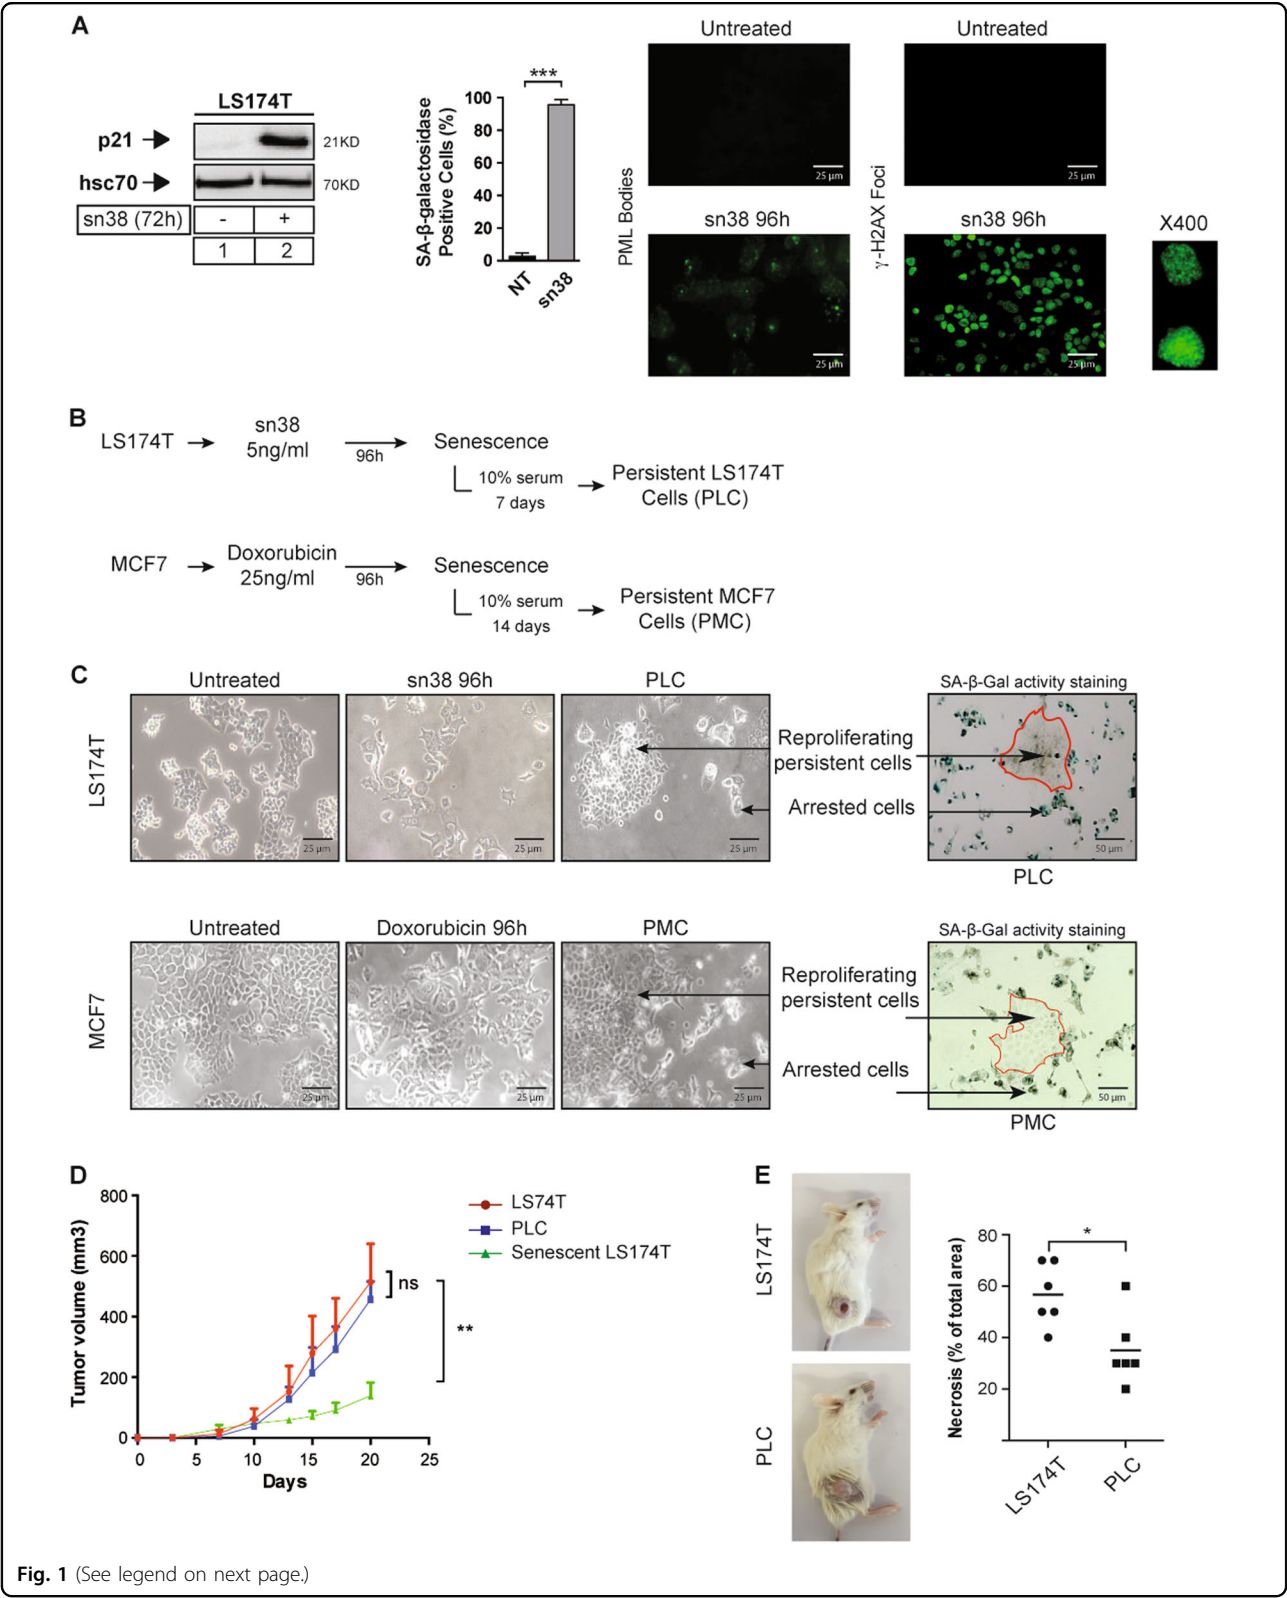 A
LS174T
p21
21KD
hsc70
70KD
sn38 (72h)
- +
1 2
SA-β-galactosidase
Positive Cells (%)
***
100
80
60
40
20
0
NT
sn38
PML Bodies
Untreated
25 µm
sn38 96h
25 µm
γ-H2AX Foci
Untreated
25 µm
sn38 96h
25 µm
X400
B
LS174T
sn38
5ng/ml
96h
Senescence
10% serum
7 days
Persistent LS174T
Cells (PLC)
MCF7
Doxorubicin
25ng/ml
96h
Senescence
10% serum
14 days
Persistent MCF7
Cells (PMC)
C
LS174T
Untreated
25 µm
sn38 96h
25 µm
PLC
25 µm
Reproliferating
persistent cells
Arrested cells
SA-β-Gal activity staining
50 µm
PLC
MCF7
Untreated
25 µm
Doxorubicin 96h
25 µm
PMC
25 µm
Reproliferating
persistent cells
Arrested cells
SA-β-Gal activity staining
50 µm
PMC
D
Tumor volume (mm3)
800
600
400
200
0
0 5 10 15 20 25
Days
LS74T
PLC
Senescent LS174T
ns
**
E
LS174T
PLC
Necrosis (% of total area)
80
60
40
20
*
LS174T
PLC
Fig. 1 (See legend on next page.)